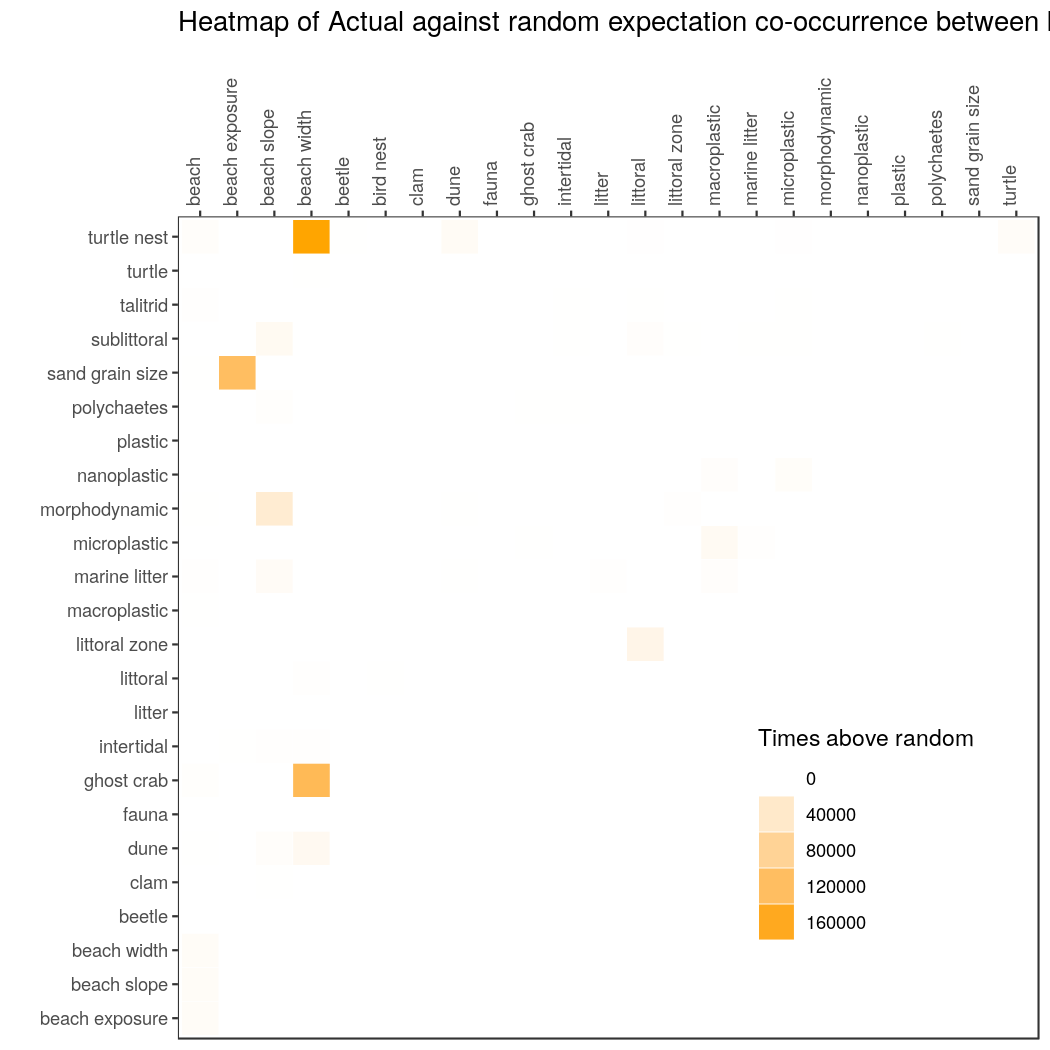 Heatmap of Actual against random expectation co-occurrence between
beach
beach exposure
beach slope
beach width
beetle
bird nest
clam
dune
fauna
ghost crab
intertidal
litter
littoral
littoral zone
macroplastic
marine litter
microplastic
morphodynamic
nanoplastic
plastic
polychaetes
sand grain size
turtle
turtle nest
turtle
talitrid
sublittoral
sand grain size
polychaetes
plastic
nanoplastic
morphodynamic
microplastic
marine litter
macroplastic
littoral zone
littoral
litter
intertidal
ghost crab
fauna
dune
clam
beetle
beach width
beach slope
beach exposure
Times above random
0
40000
80000
120000
160000